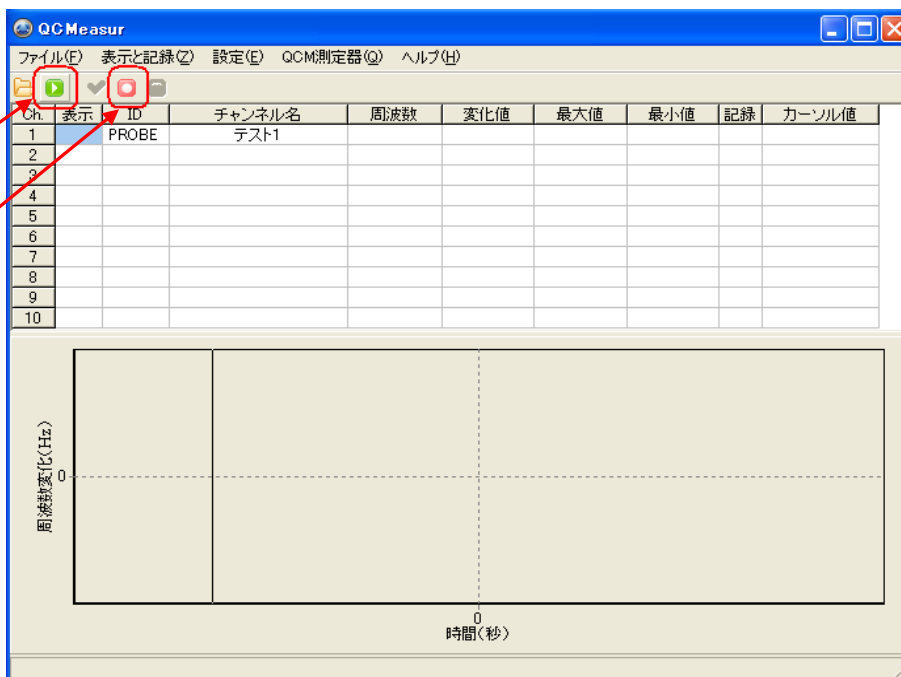 QCMeasur
ファイル(F) 表示と記録(Z) 設定(E) QCM測定器(Q) ヘルプ(H)
Ch. 表示 ID チャンネル名 周波数 変化値 最大値 最小値 記録 カーソル値
1 PROBE テスト1
2
3
4
5
6
7
8
9
10
周波数変化(Hz)
0
0
時間(秒)